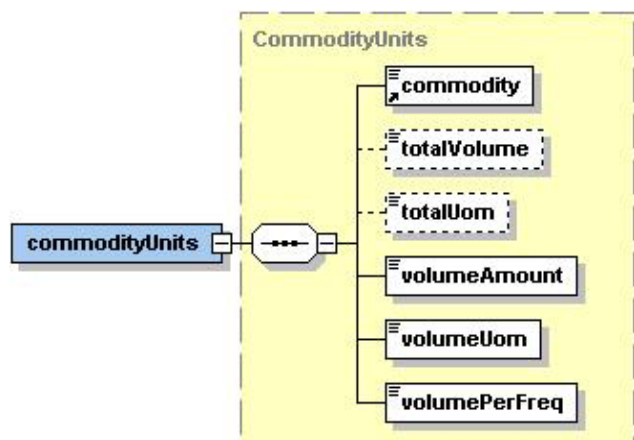 CommodityUnits
commodity
totalVolume
totalUom
commodityUnits
volumeAmount
volumeUom
volumePerFreq